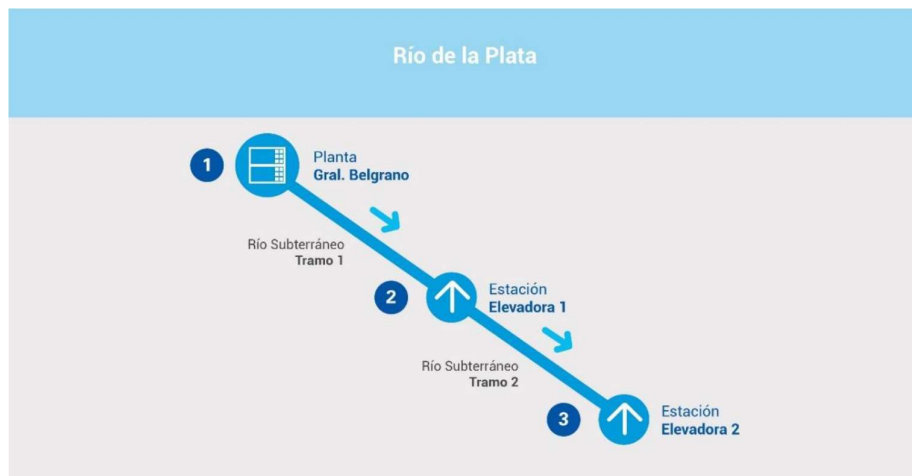 Río de la Plata
1
Planta
Gral. Belgrano
Río Subterráneo
Tramo 1
2
Estación
Elevadora 1
Río Subterráneo
Tramo 2
3
Estación
Elevadora 2